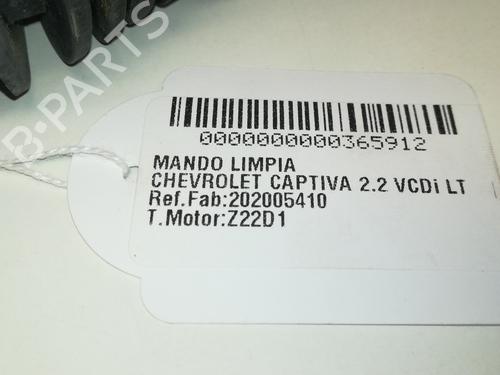 B-PARTS
0000000000365912
MANDO LIMPIA
CHEVROLET CAPTIVA 2.2 VCDi LT
Ref.Fab:202005410
T.Motor:Z22D1